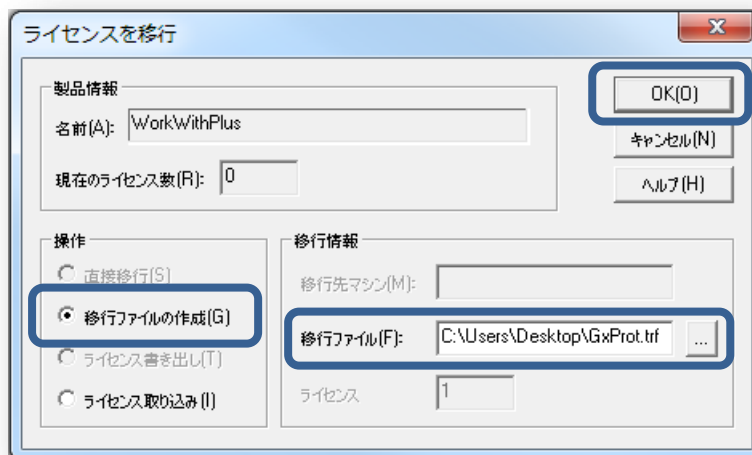 ライセンスを移行
製品情報
名前(A): WorkWithPlus
現在のライセンス数(R): 0
OK(O)
キャンセル(N)
ヘルプ(H)
操作
直接移行(S)
移行ファイルの作成(G)
ライセンス書き出し(T)
ライセンス取り込み(I)
移行情報
移行先マシン(M):
移行ファイル(F): C:\Users\Desktop\GxProt.trf ...
ライセンス 1